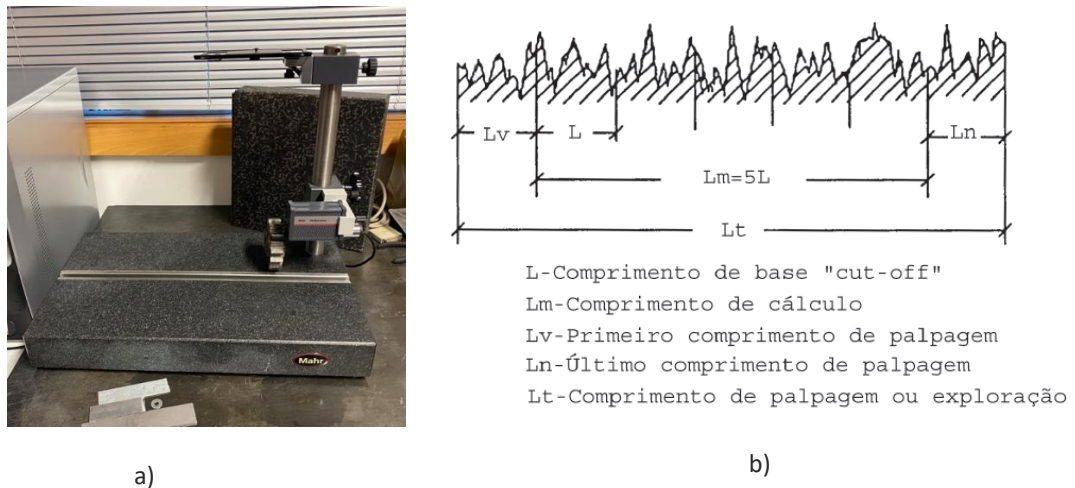 Mahr
a)
Lv
L
Ln
Lm=5L
Lt
L-Comprimento de base "cut-off"
Lm-Comprimento de cálculo
Lv-Primeiro comprimento de palpagem
Ln-Último comprimento de palpagem
Lt-Comprimento de palpagem ou exploração
b)